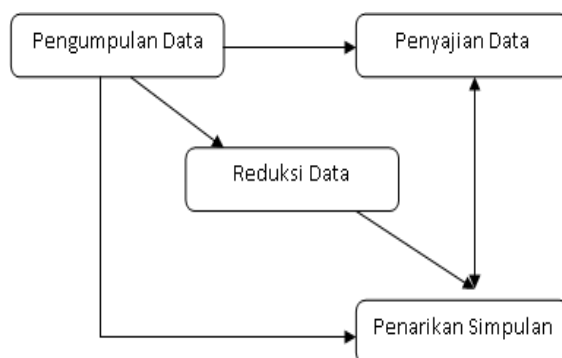 Pengumpulan Data
Penyajian Data
Reduksi Data
Penarikan Simpulan